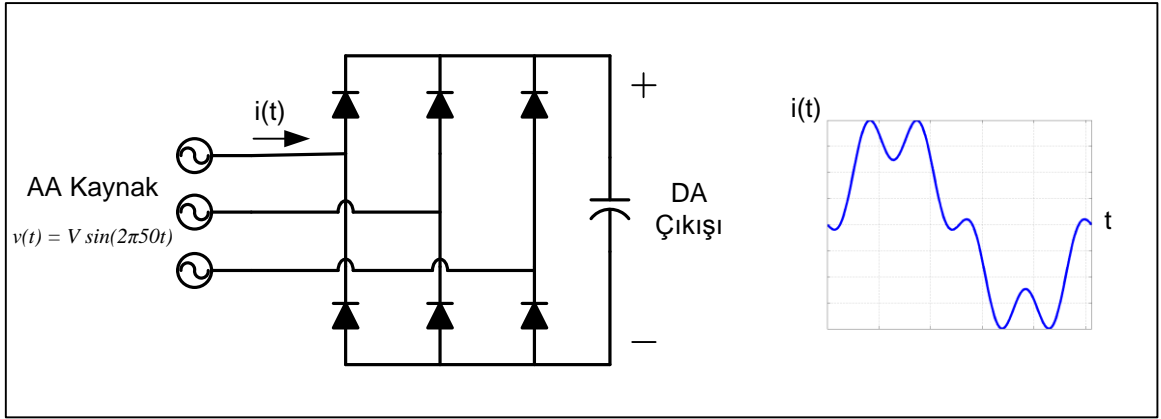 i(t)
AA Kaynak
v(t) = V sin(2π50t)
+
DA
Çıkışı
–
i(t)
t